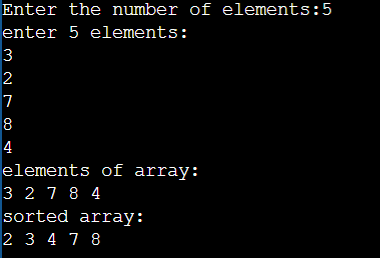 Enter the number of elements:5
enter 5 elements:
3
2
7
8
4
elements of array:
3 2 7 8 4
sorted array:
2 3 4 7 8